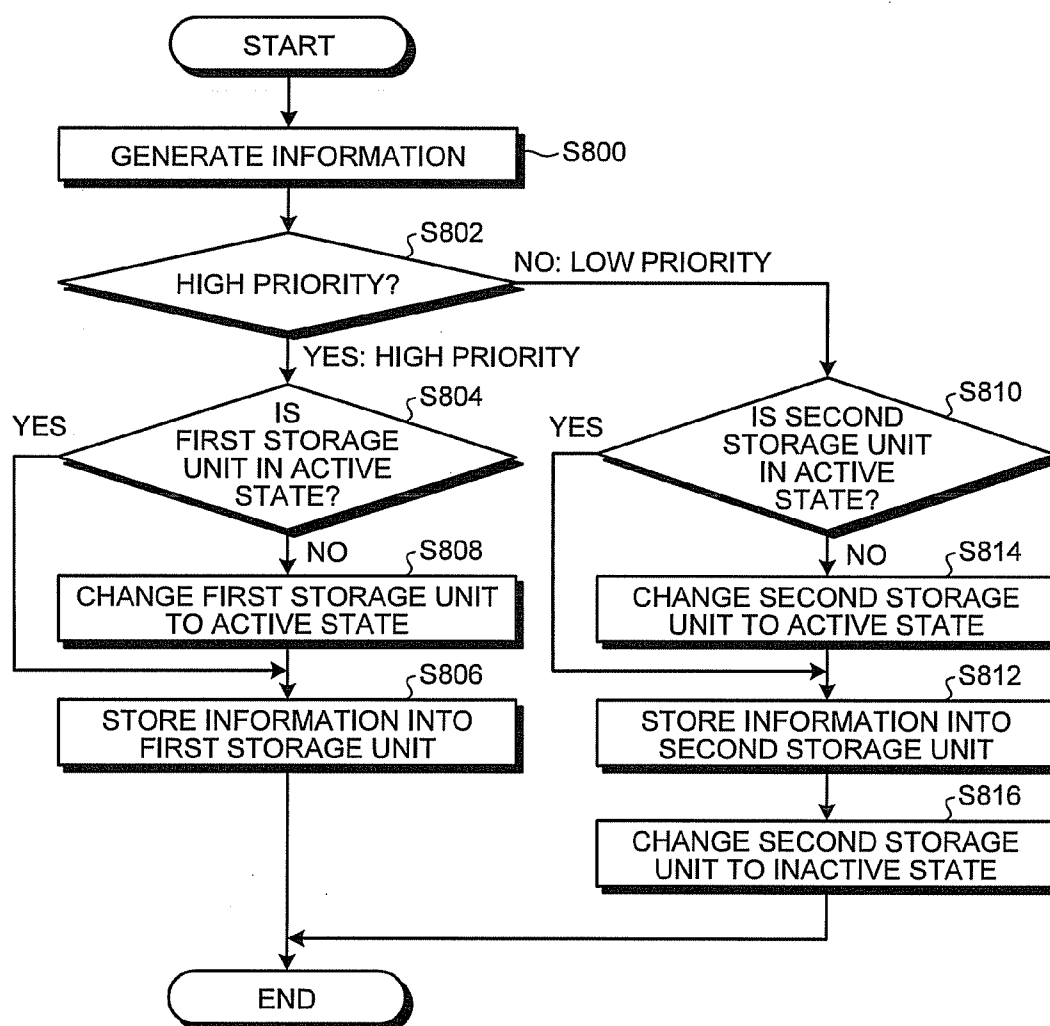 START
GENERATE INFORMATION
S800
S802
HIGH PRIORITY?
NO: LOW PRIORITY
YES: HIGH PRIORITY
S804
YES
IS
FIRST STORAGE
UNIT IN ACTIVE
STATE?
NO
S808
CHANGE FIRST STORAGE UNIT
TO ACTIVE STATE
S806
STORE INFORMATION INTO
FIRST STORAGE UNIT
S810
YES
IS SECOND
STORAGE UNIT
IN ACTIVE
STATE?
NO
S814
CHANGE SECOND STORAGE
UNIT TO ACTIVE STATE
S812
STORE INFORMATION INTO
SECOND STORAGE UNIT
S816
CHANGE SECOND STORAGE
UNIT TO INACTIVE STATE
END